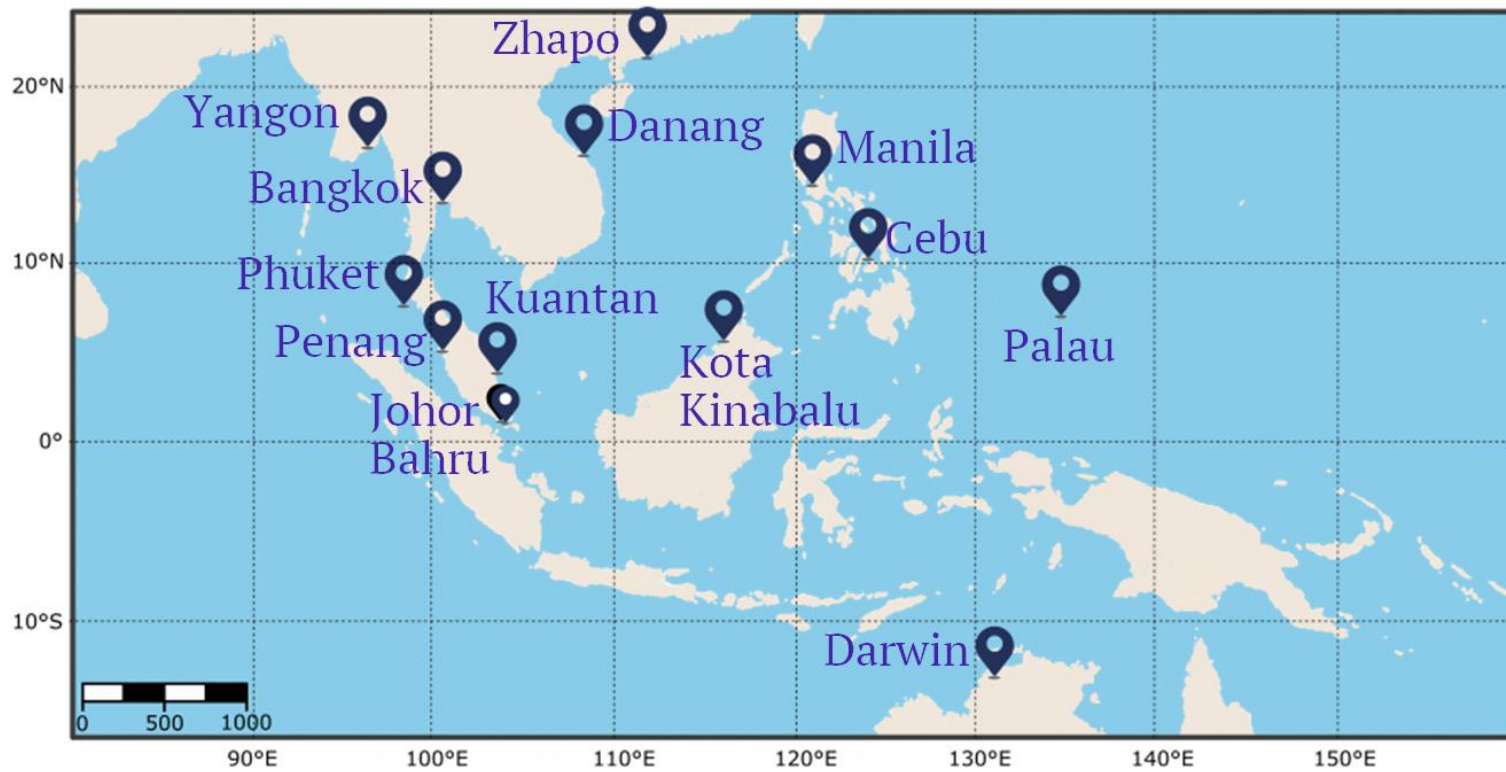 Zhapo
20°N
Yangon
Danang
Manila
Bangkok
Cebu
10°N
Phuket
Kuantan
Penang
Palau
Kota
Kinabalu
Johor
Bahru
0°
10°S
Darwin
0 500 1000
90°E 100°E 110°E 120°E 130°E 140°E 150°E